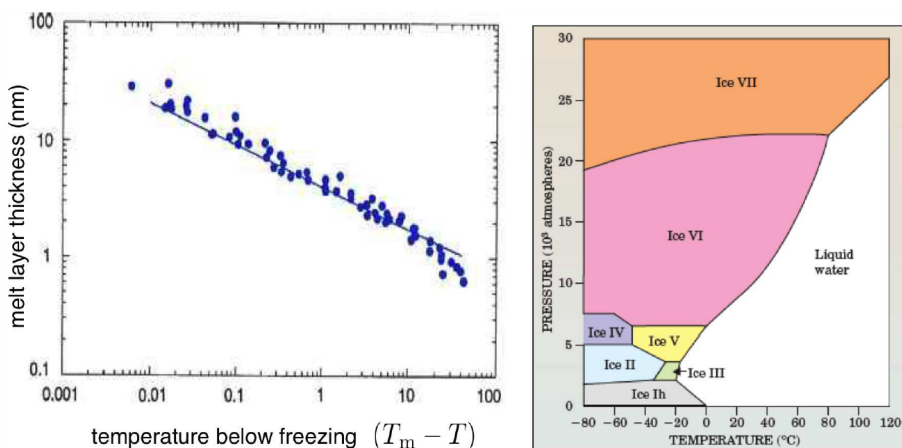 100
10
1
0.1
melt layer thickness (nm)
0.001 0.01 0.1 1 10 100
temperature below freezing (Tm − T)
30
25
20
15
10
5
0
PRESSURE (10³ atmospheres)
Ice VII
Ice VI
Liquid
water
Ice IV
Ice V
Ice II
Ice III
Ice Ih
−80 −60 −40 −20 0 20 40 60 80 100 120
TEMPERATURE (°C)